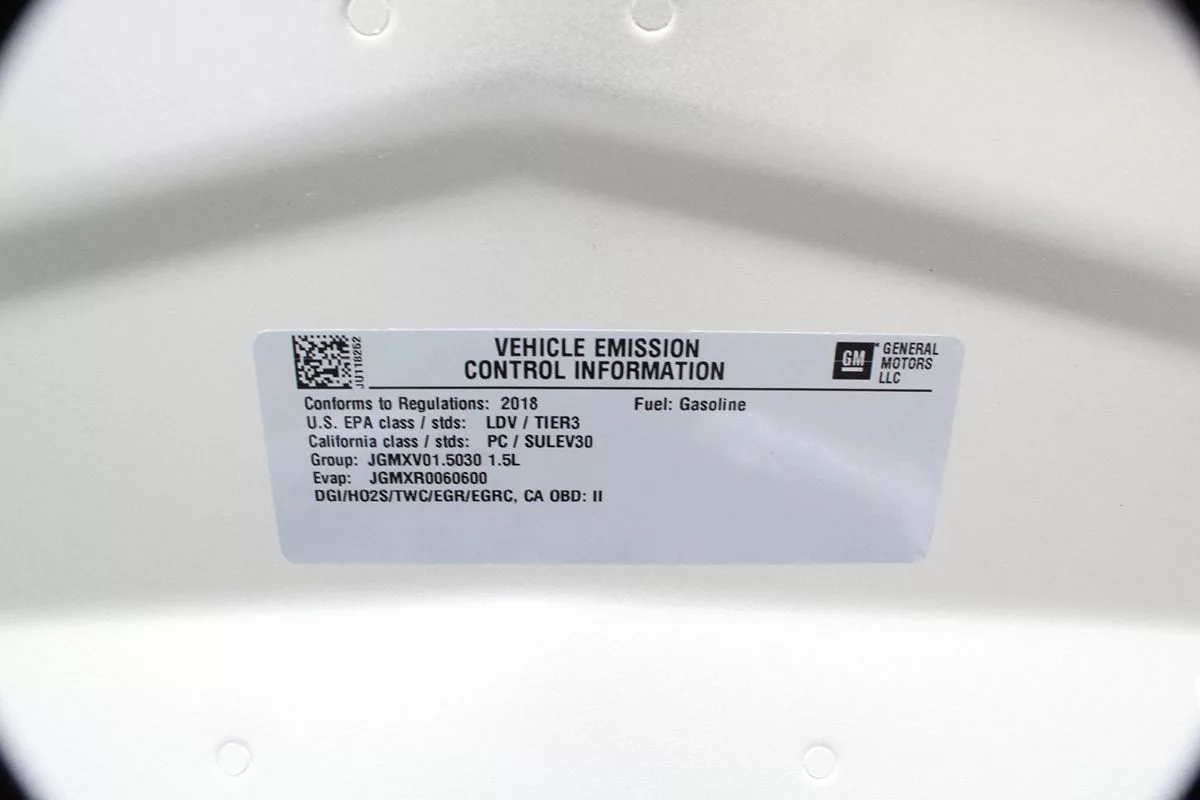 JU118262
VEHICLE EMISSION
CONTROL INFORMATION
GM
* GENERAL
MOTORS
LLC
Conforms to Regulations: 2018 Fuel: Gasoline
U.S. EPA class / stds: LDV / TIER3
California class / stds: PC / SULEV30
Group: JGMXV01.5030 1.5L
Evap: JGMXR0060600
DGI/HO2S/TWC/EGR/EGRC, CA OBD: II